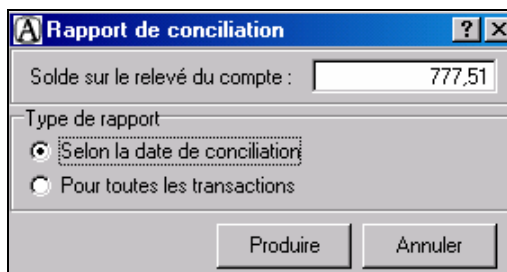 A Rapport de conciliation ? X
Solde sur le relevé du compte : 777,51
Type de rapport
Selon la date de conciliation
Pour toutes les transactions
Produire Annuler